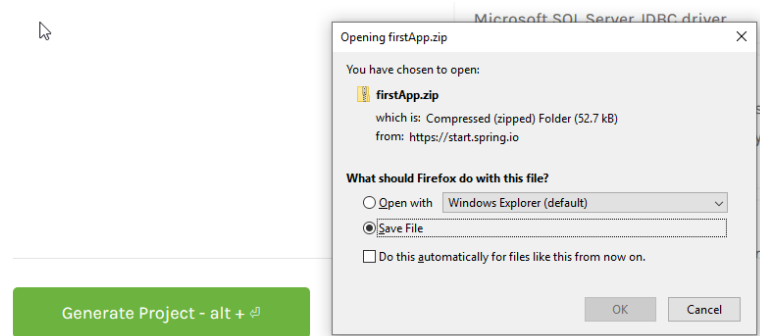 Microsoft SQL Server JDBC driver
Opening firstApp.zip
You have chosen to open:
firstApp.zip
which is: Compressed (zipped) Folder (52.7 kB)
from: https://start.spring.io
What should Firefox do with this file?
Open with Windows Explorer (default)
Save File
Do this automatically for files like this from now on.
OK Cancel
Generate Project - alt + ⏎